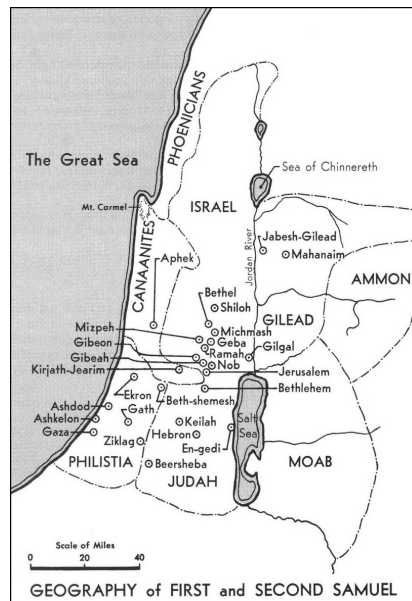 PHOENICIANS
The Great Sea
Sea of Chinnereth
Mt. Carmel
ISRAEL
CANAANITES
Aphek
Jordan River
Jabesh-Gilead
Mahanaim
AMMON
Bethel
Shiloh
GILEAD
Mizpeh
Michmash
Gibeon
Geba
Ramah
Gilgal
Gibeah
Nob
Kirjath-Jearim
Jerusalem
Bethlehem
Ekron
Beth-shemesh
Ashdod
Gath
Ashkelon
Keilah
Salt
Sea
Gaza
Ziklag
Hebron
En-gedi
PHILISTIA
Beersheba
MOAB
JUDAH
Scale of Miles
0 20 40
GEOGRAPHY of FIRST and SECOND SAMUEL